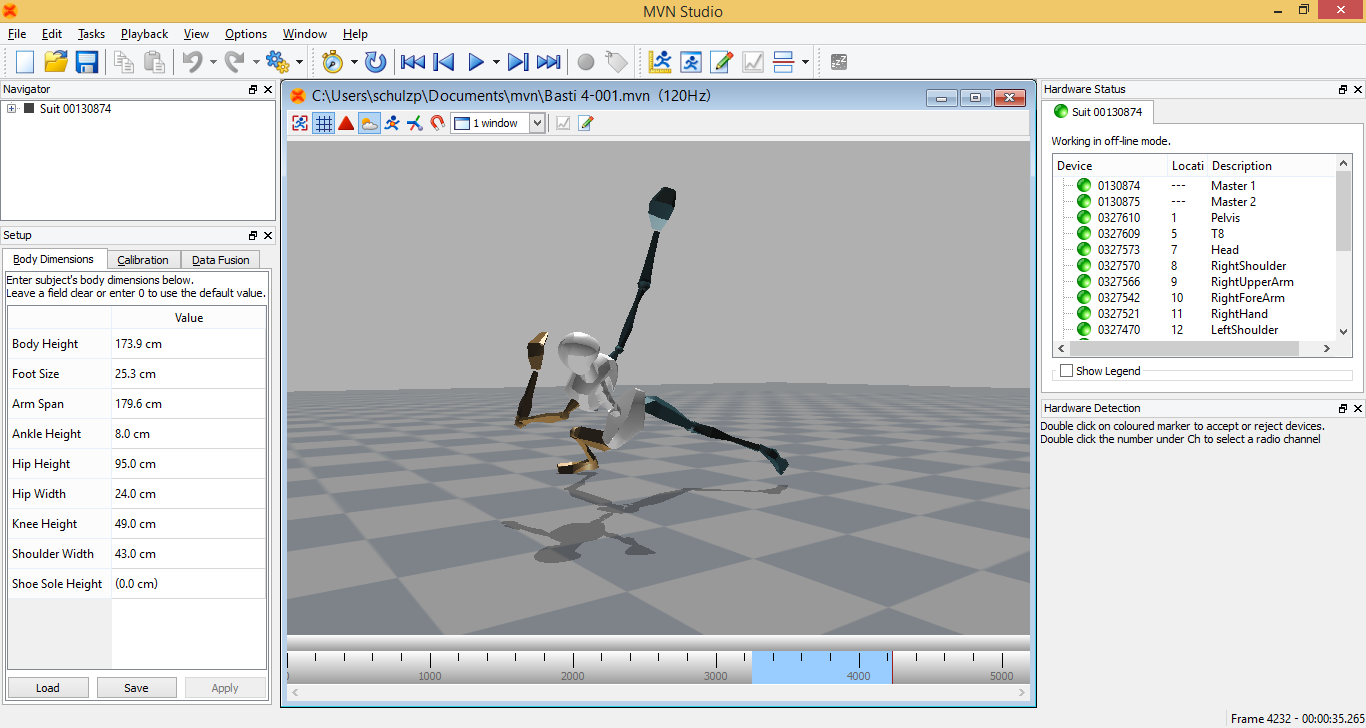 MVN Studio
File Edit Tasks Playback View Options Window Help
Navigator
Suit 00130874
Setup
Body Dimensions Calibration Data Fusion
Enter subject's body dimensions below.
Leave a field clear or enter 0 to use the default value.
Value
Body Height 173.9 cm
Foot Size 25.3 cm
Arm Span 179.6 cm
Ankle Height 8.0 cm
Hip Height 95.0 cm
Hip Width 24.0 cm
Knee Height 49.0 cm
Shoulder Width 43.0 cm
Shoe Sole Height (0.0 cm)
Load Save Apply
C:\Users\schulzp\Documents\mvn\Basti 4-001.mvn (120Hz)
1 window
1000 2000 3000 4000 5000
Hardware Status
Suit 00130874
Working in off-line mode.
Device Locati Description
0130874 --- Master 1
0130875 --- Master 2
0327610 1 Pelvis
0327609 5 T8
0327573 7 Head
0327570 8 RightShoulder
0327566 9 RightUpperArm
0327542 10 RightForeArm
0327521 11 RightHand
0327470 12 LeftShoulder
Show Legend
Hardware Detection
Double click on coloured marker to accept or reject devices.
Double click the number under Ch to select a radio channel
Frame 4232 - 00:00:35.265